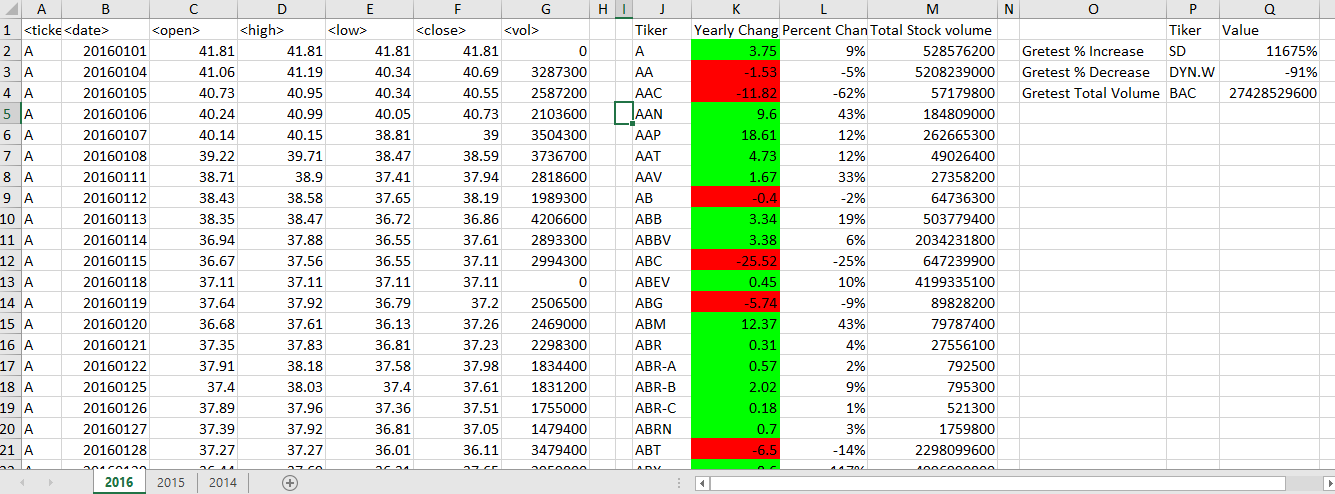 A B C D E F G H I J K L M N O P Q
1 <ticke <date> <open> <high> <low> <close> <vol> Tiker Yearly Chang Percent Chan Total Stock volume Tiker Value
2 A 20160101 41.81 41.81 41.81 41.81 0 A 3.75 9% 528576200 Gretest % Increase SD 11675%
3 A 20160104 41.06 41.19 40.34 40.69 3287300 AA -1.53 -5% 5208239000 Gretest % Decrease DYN.W -91%
4 A 20160105 40.73 40.95 40.34 40.55 2587200 AAC -11.82 -62% 57179800 Gretest Total Volume BAC 27428529600
5 A 20160106 40.24 40.99 40.05 40.73 2103600 AAN 9.6 43% 184809000
6 A 20160107 40.14 40.15 38.81 39 3504300 AAP 18.61 12% 262665300
7 A 20160108 39.22 39.71 38.47 38.59 3736700 AAT 4.73 12% 49026400
8 A 20160111 38.71 38.9 37.41 37.94 2818600 AAV 1.67 33% 27358200
9 A 20160112 38.43 38.58 37.65 38.19 1989300 AB -0.4 -2% 64736300
10 A 20160113 38.35 38.47 36.72 36.86 4206600 ABB 3.34 19% 503779400
11 A 20160114 36.94 37.88 36.55 37.61 2893300 ABBV 3.38 6% 2034231800
12 A 20160115 36.67 37.56 36.55 37.11 2994300 ABC -25.52 -25% 647239900
13 A 20160118 37.11 37.11 37.11 37.11 0 ABEV 0.45 10% 4199335100
14 A 20160119 37.64 37.92 36.79 37.2 2506500 ABG -5.74 -9% 89828200
15 A 20160120 36.68 37.61 36.13 37.26 2469000 ABM 12.37 43% 79787400
16 A 20160121 37.35 37.83 36.81 37.23 2298300 ABR 0.31 4% 27556100
17 A 20160122 37.91 38.18 37.58 37.98 1834400 ABR-A 0.57 2% 792500
18 A 20160125 37.4 38.03 37.4 37.61 1831200 ABR-B 2.02 9% 795300
19 A 20160126 37.89 37.96 37.36 37.51 1755000 ABR-C 0.18 1% 521300
20 A 20160127 37.39 37.92 36.81 37.05 1479400 ABRN 0.7 3% 1759800
21 A 20160128 37.27 37.27 36.01 36.11 3479400 ABT -6.5 -14% 2298099600
2016 2015 2014